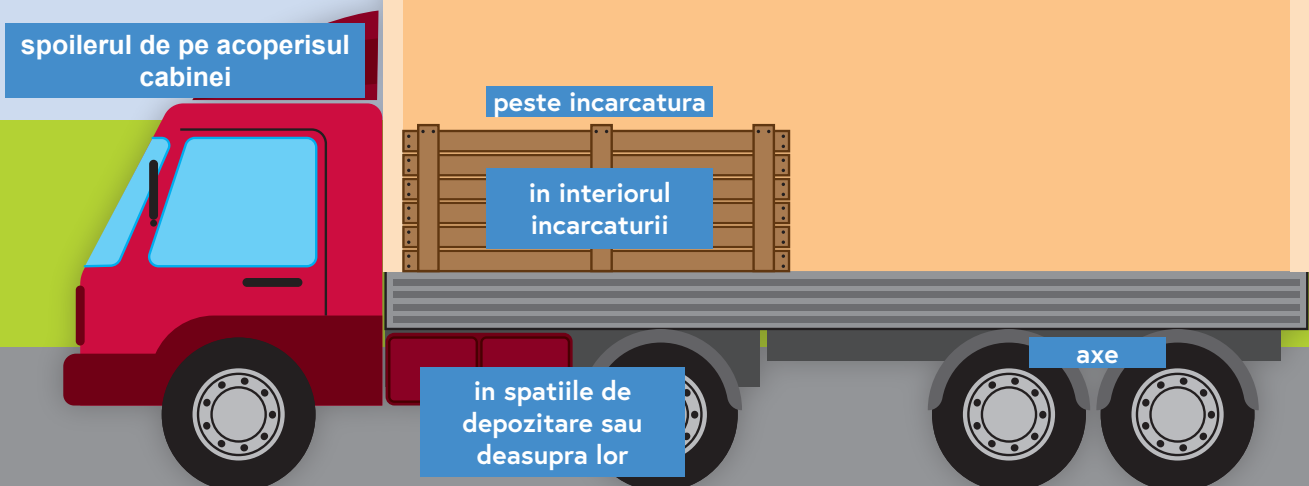 spoilerul de pe acoperisul
cabinei
peste incarcatura
in interiorul
incarcaturii
axe
in spatiile de
depozitare sau
deasupra lor